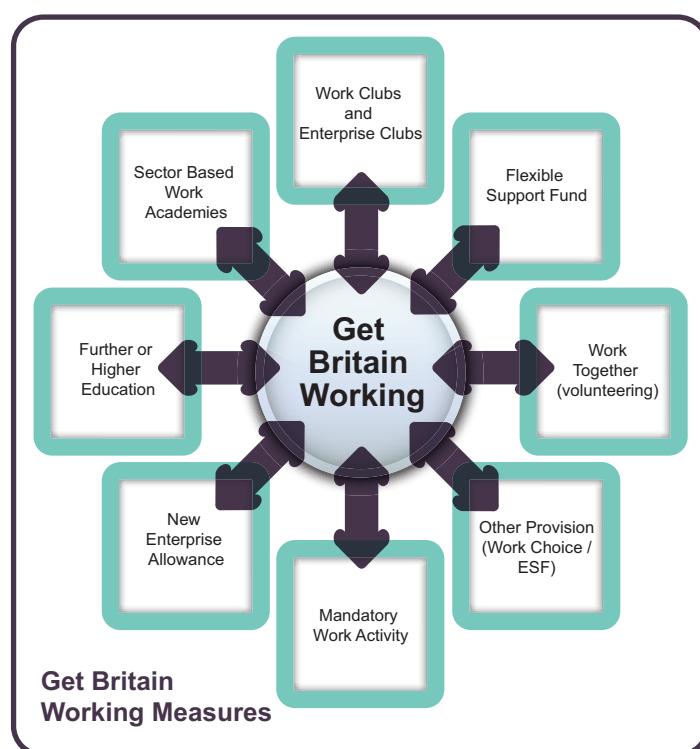 Work Clubs
and
Enterprise Clubs
Sector Based
Work
Academies
Flexible
Support Fund
Get
Britain
Working
Further or
Higher
Education
Work
Together
(volunteering)
New
Enterprise
Allowance
Other Provision
(Work Choice /
ESF)
Mandatory
Work Activity
Get Britain
Working Measures